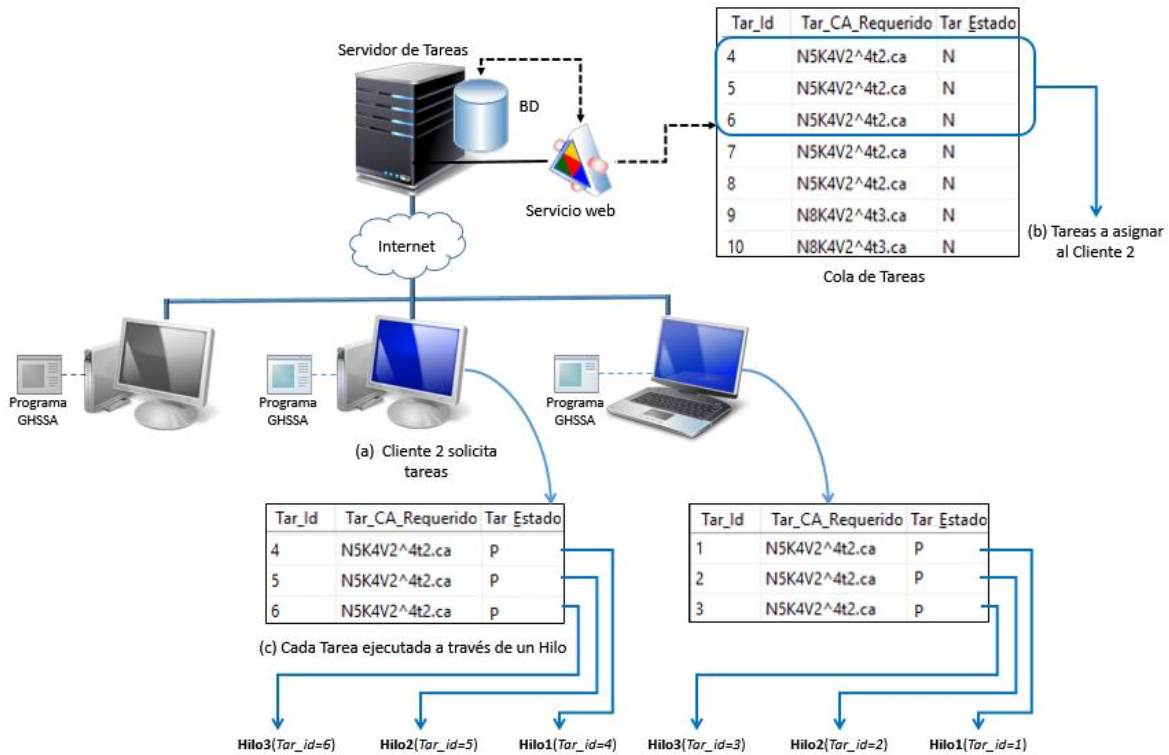 Servidor de Tareas
BD
Servicio web
Internet
Tar_Id Tar_CA_Requerido Tar_Estado
4 N5K4V2^4t2.ca N
5 N5K4V2^4t2.ca N
6 N5K4V2^4t2.ca N
7 N5K4V2^4t2.ca N
8 N5K4V2^4t2.ca N
9 N8K4V2^4t3.ca N
10 N8K4V2^4t3.ca N
Cola de Tareas
(b) Tareas a asignar
al Cliente 2
Programa
GHSSA
Programa
GHSSA
Programa
GHSSA
(a) Cliente 2 solicita
tareas
Tar_Id Tar_CA_Requerido Tar_Estado
4 N5K4V2^4t2.ca P
5 N5K4V2^4t2.ca P
6 N5K4V2^4t2.ca p
(c) Cada Tarea ejecutada a través de un Hilo
Tar_Id Tar_CA_Requerido Tar_Estado
1 N5K4V2^4t2.ca P
2 N5K4V2^4t2.ca P
3 N5K4V2^4t2.ca p
Hilo3(Tar_id=6) Hilo2(Tar_id=5) Hilo1(Tar_id=4) Hilo3(Tar_id=3) Hilo2(Tar_id=2) Hilo1(Tar_id=1)